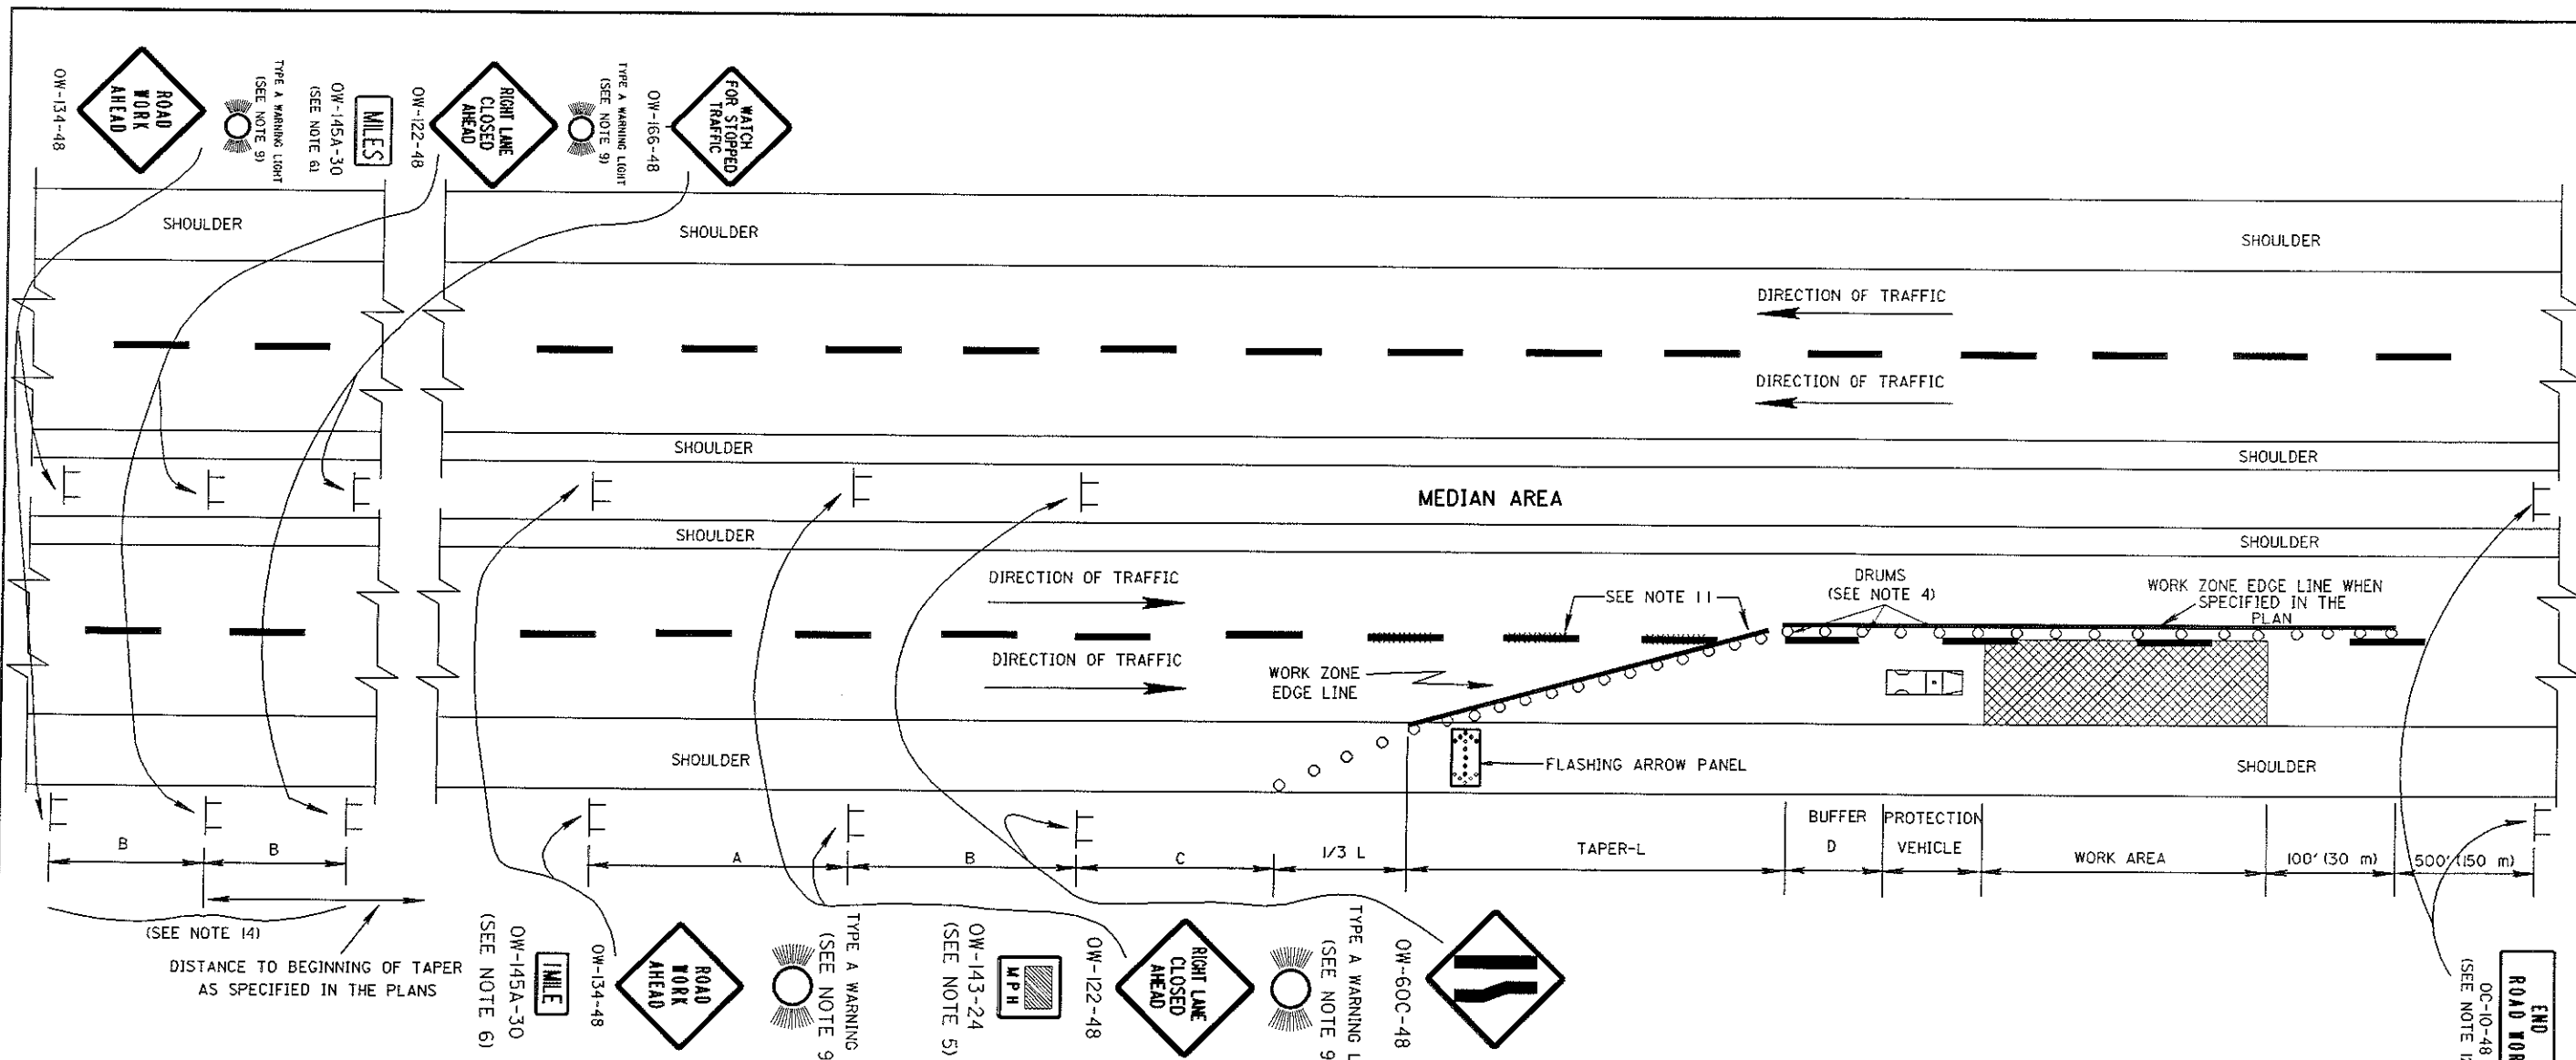 ROAD
WORK
AHEAD
OW-134-48
TYPE A WARNING LIGHT
(SEE NOTE 9)
MILES
OW-145A-30
(SEE NOTE 6)
RIGHT LANE
CLOSED
AHEAD
OW-122-48
TYPE A WARNING LIGHT
(SEE NOTE 9)
WATCH
FOR STOPPED
TRAFFIC
OW-166-48
SHOULDER
SHOULDER
SHOULDER
DIRECTION OF TRAFFIC
DIRECTION OF TRAFFIC
SHOULDER
SHOULDER
MEDIAN AREA
SHOULDER
SHOULDER
DIRECTION OF TRAFFIC
DIRECTION OF TRAFFIC
SEE NOTE 11
DRUMS
(SEE NOTE 4)
WORK ZONE EDGE LINE WHEN
SPECIFIED IN THE
PLAN
WORK ZONE
EDGE LINE
SHOULDER
FLASHING ARROW PANEL
SHOULDER
B
B
A
B
C
1/3 L
TAPER-L
BUFFER
D
PROTECTION
VEHICLE
WORK AREA
100' (30 m)
500' (150 m)
(SEE NOTE 14)
DISTANCE TO BEGINNING OF TAPER
AS SPECIFIED IN THE PLANS
1MILE
OW-145A-30
(SEE NOTE 6)
ROAD
WORK
AHEAD
OW-134-48
TYPE A WARNING
(SEE NOTE 9
MPH
OW-143-24
(SEE NOTE 5)
RIGHT LANE
CLOSED
AHEAD
OW-122-48
TYPE A WARNING L
(SEE NOTE 9
OW-60C-48
END
ROAD WOR
OC-10-48
(SEE NOTE